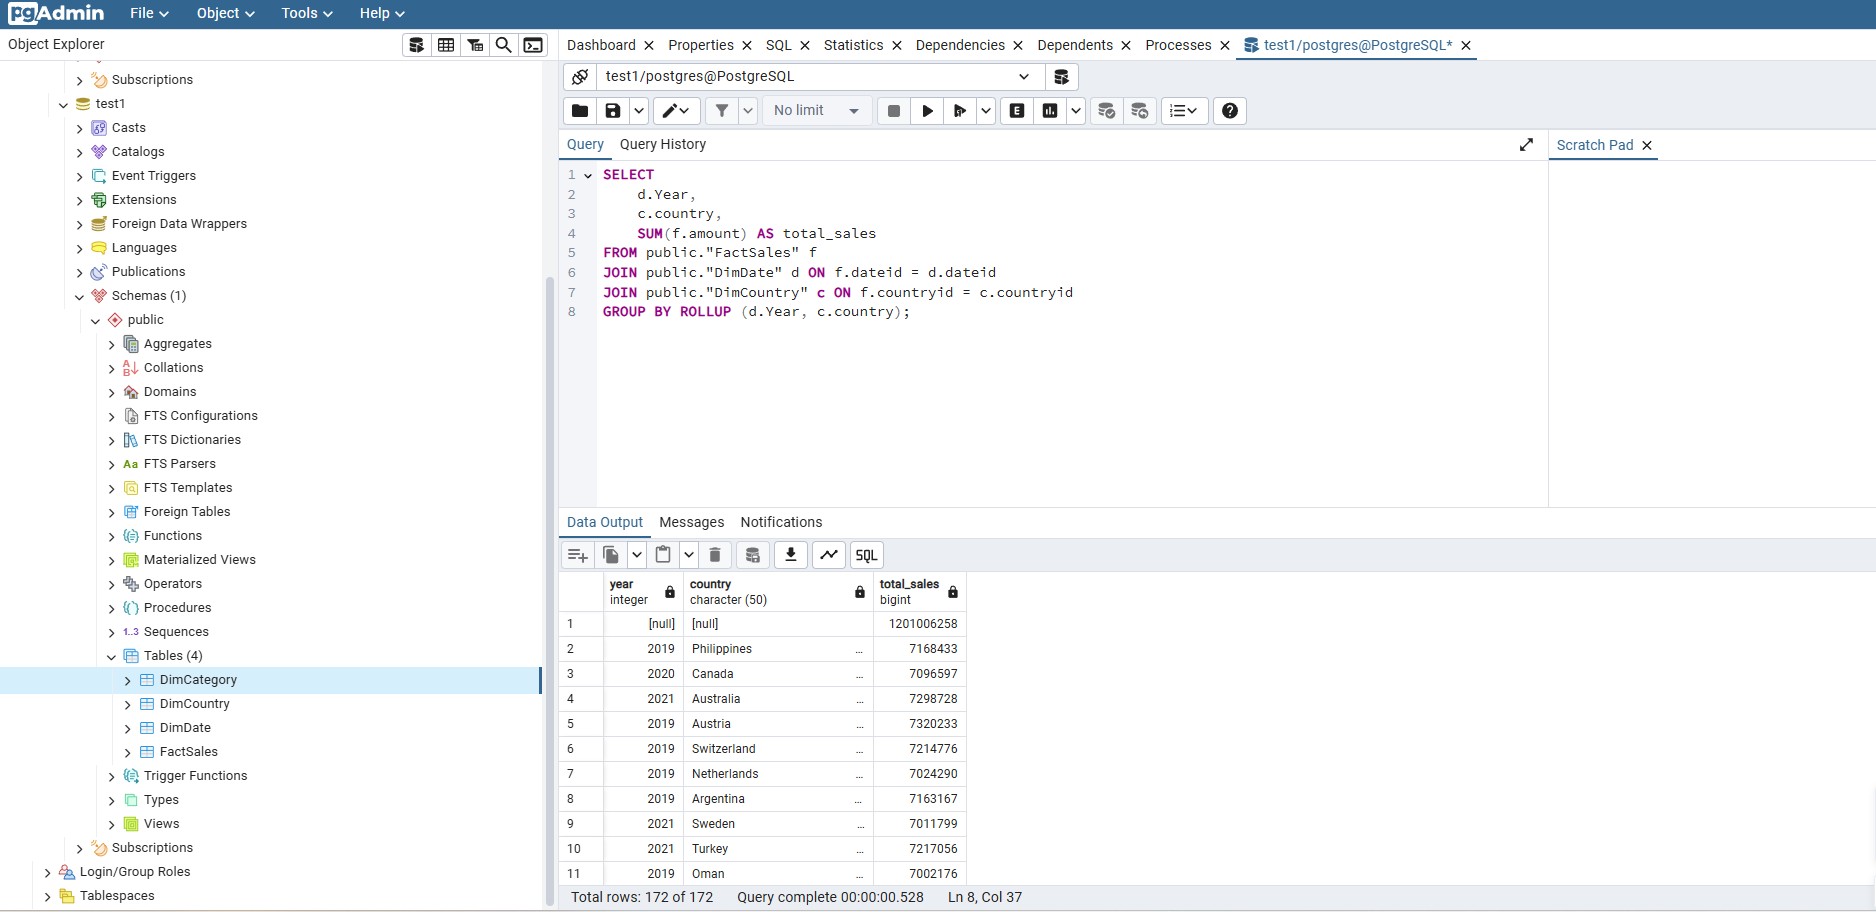 pgAdmin File Object Tools Help
Object Explorer
Subscriptions
test1
Casts
Catalogs
Event Triggers
Extensions
Foreign Data Wrappers
Languages
Publications
Schemas (1)
public
Aggregates
Collations
Domains
FTS Configurations
FTS Dictionaries
Aa FTS Parsers
FTS Templates
Foreign Tables
Functions
Materialized Views
Operators
Procedures
1..3 Sequences
Tables (4)
DimCategory
DimCountry
DimDate
FactSales
Trigger Functions
Types
Views
Subscriptions
Login/Group Roles
Tablespaces
Dashboard Properties SQL Statistics Dependencies Dependents Processes test1/postgres@PostgreSQL*
test1/postgres@PostgreSQL
No limit E
Query Query History
Scratch Pad
1 SELECT
2 d.Year,
3 c.country,
4 SUM(f.amount) AS total_sales
5 FROM public."FactSales" f
6 JOIN public."DimDate" d ON f.dateid = d.dateid
7 JOIN public."DimCountry" c ON f.countryid = c.countryid
8 GROUP BY ROLLUP (d.Year, c.country);
Data Output Messages Notifications
SQL
year country total_sales
integer character (50) bigint
1 [null] [null] 1201006258
2 2019 Philippines ... 7168433
3 2020 Canada ... 7096597
4 2021 Australia ... 7298728
5 2019 Austria ... 7320233
6 2019 Switzerland ... 7214776
7 2019 Netherlands ... 7024290
8 2019 Argentina ... 7163167
9 2021 Sweden ... 7011799
10 2021 Turkey ... 7217056
11 2019 Oman ... 7002176
Total rows: 172 of 172 Query complete 00:00:00.528 Ln 8, Col 37